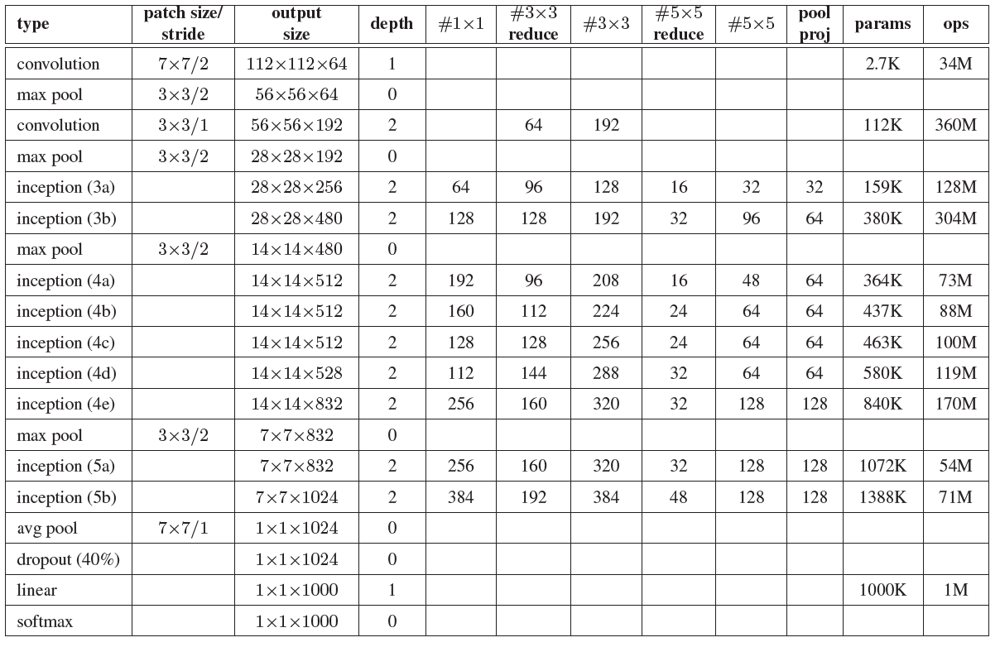 type patch size/ stride output size depth #1×1 #3×3 reduce #3×3 #5×5 reduce #5×5 pool proj params ops
convolution 7×7/2 112×112×64 1 2.7K 34M
max pool 3×3/2 56×56×64 0
convolution 3×3/1 56×56×192 2 64 192 112K 360M
max pool 3×3/2 28×28×192 0
inception (3a) 28×28×256 2 64 96 128 16 32 32 159K 128M
inception (3b) 28×28×480 2 128 128 192 32 96 64 380K 304M
max pool 3×3/2 14×14×480 0
inception (4a) 14×14×512 2 192 96 208 16 48 64 364K 73M
inception (4b) 14×14×512 2 160 112 224 24 64 64 437K 88M
inception (4c) 14×14×512 2 128 128 256 24 64 64 463K 100M
inception (4d) 14×14×528 2 112 144 288 32 64 64 580K 119M
inception (4e) 14×14×832 2 256 160 320 32 128 128 840K 170M
max pool 3×3/2 7×7×832 0
inception (5a) 7×7×832 2 256 160 320 32 128 128 1072K 54M
inception (5b) 7×7×1024 2 384 192 384 48 128 128 1388K 71M
avg pool 7×7/1 1×1×1024 0
dropout (40%) 1×1×1024 0
linear 1×1×1000 1 1000K 1M
softmax 1×1×1000 0